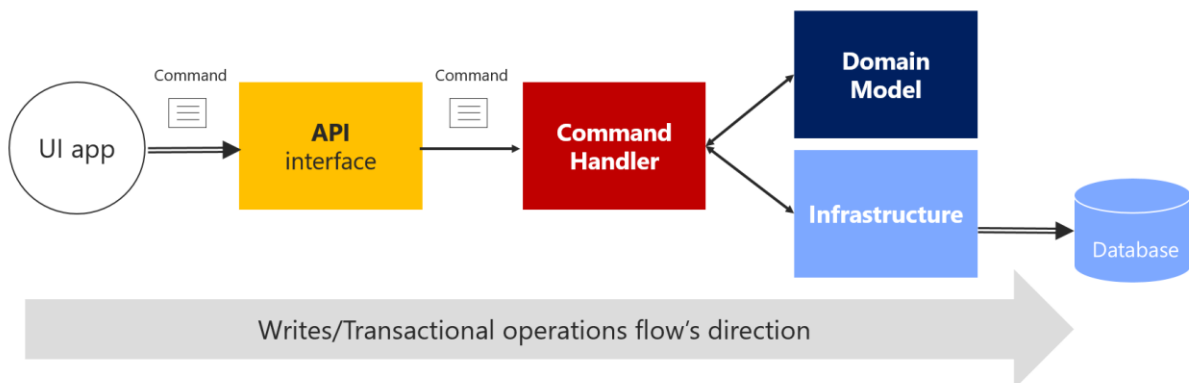 Command
Command
UI app
API
interface
Command
Handler
Domain
Model
Infrastructure
Database
Writes/Transactional operations flow's direction